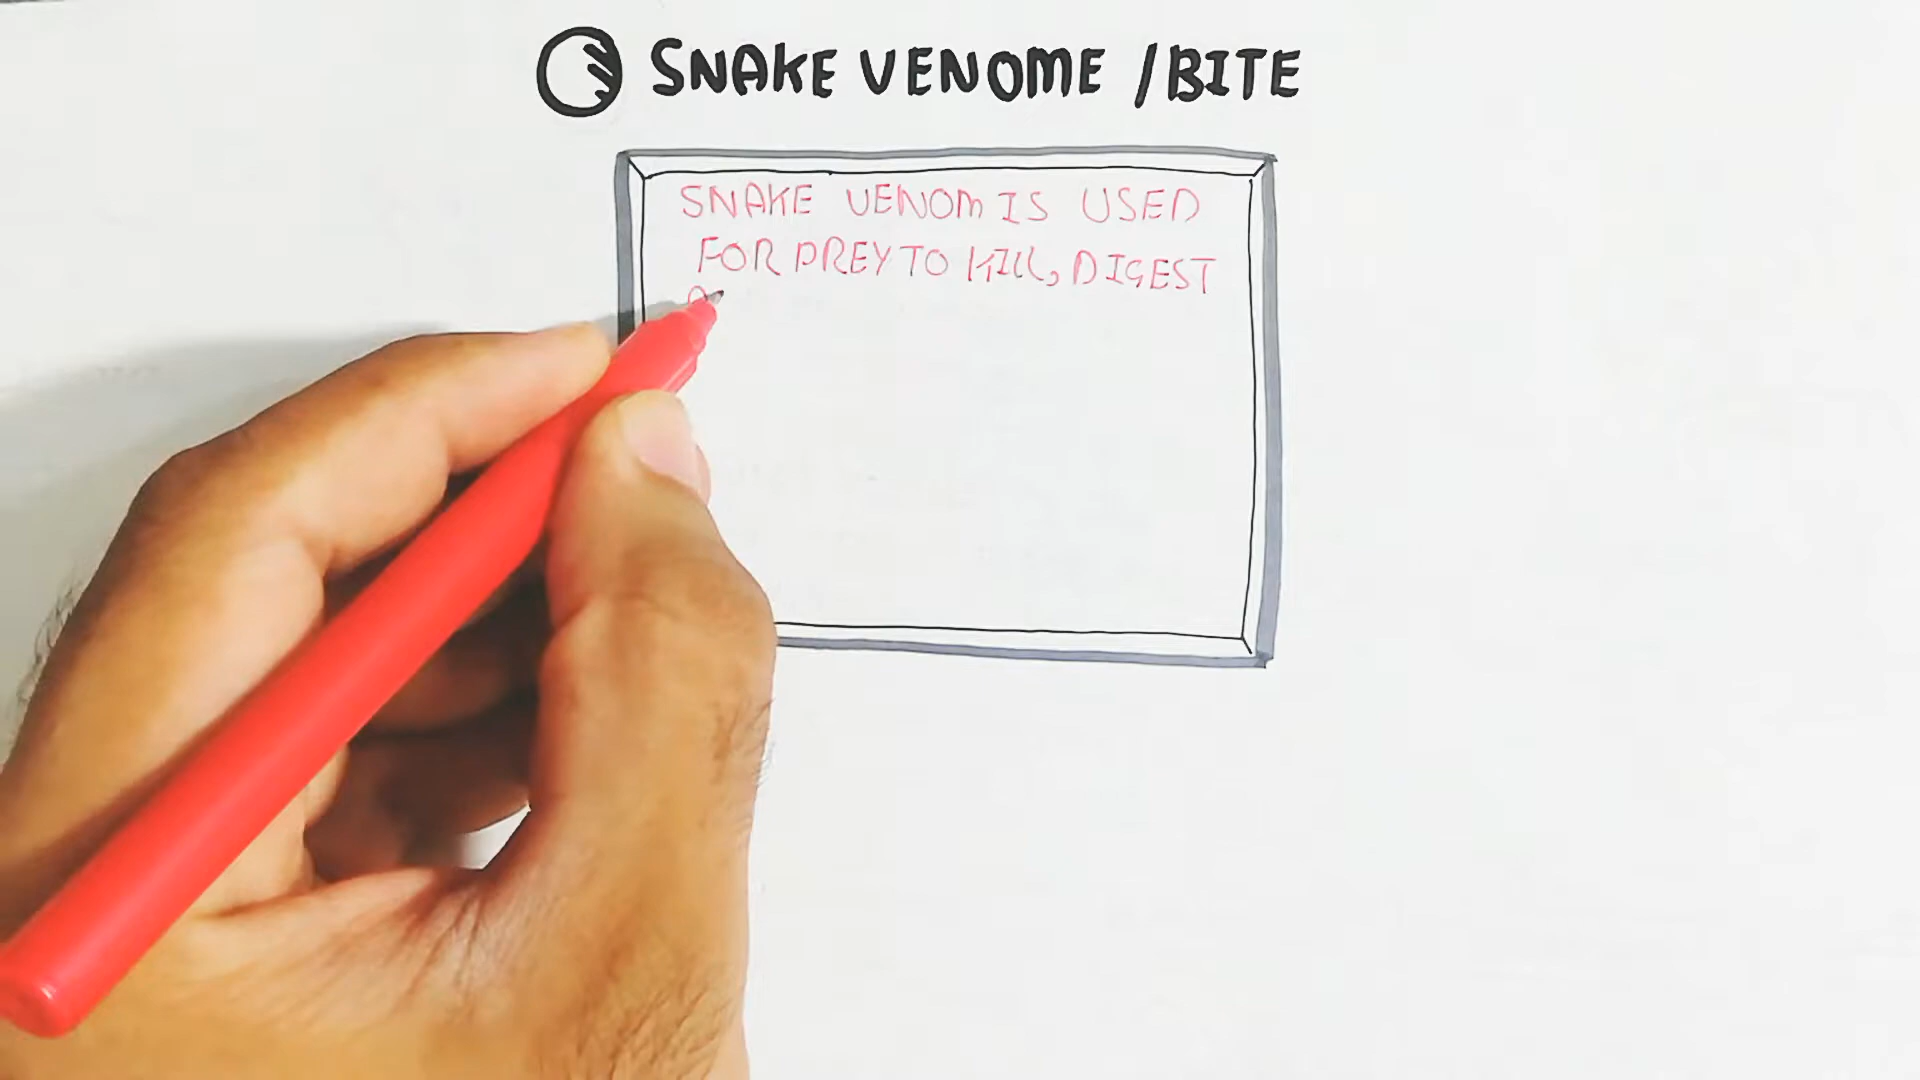 SNAKE VENOME /BITE
SNAKE VENOM IS USED
FOR PREY TO KILL, DIGEST